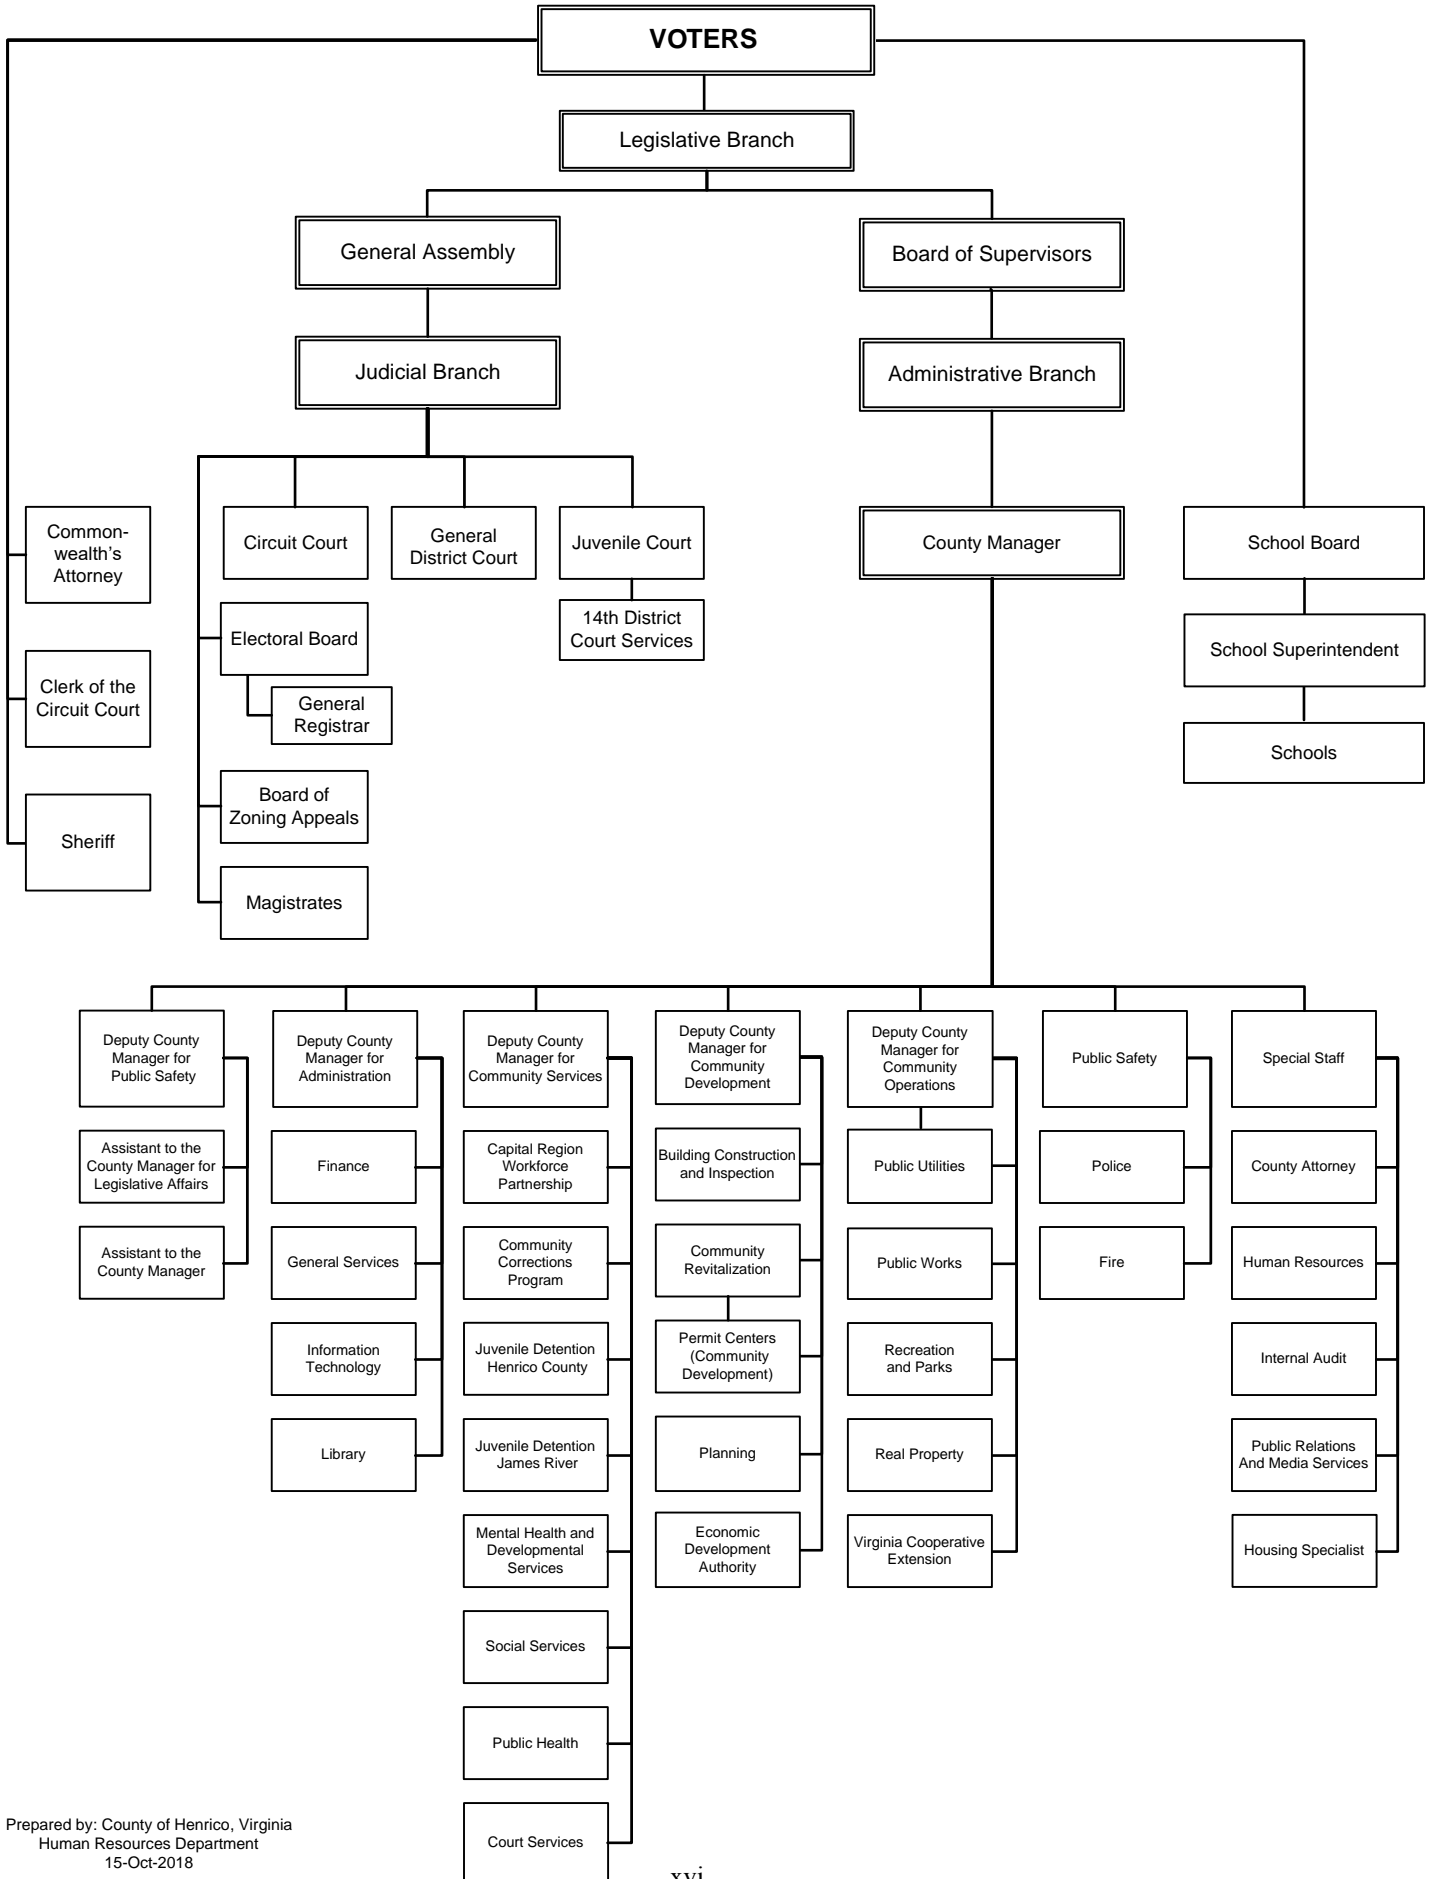 VOTERS
Legislative Branch
General Assembly
Board of Supervisors
Judicial Branch
Administrative Branch
Common-
wealth's
Attorney
Circuit Court
General
District Court
Juvenile Court
County Manager
School Board
14th District
Court Services
Electoral Board
School Superintendent
Clerk of the
Circuit Court
General
Registrar
Schools
Board of
Zoning Appeals
Sheriff
Magistrates
Deputy County
Manager for
Public Safety
Assistant to the
County Manager for
Legislative Affairs
Assistant to the
County Manager
Deputy County
Manager for
Administration
Finance
General Services
Information
Technology
Library
Deputy County
Manager for
Community Services
Capital Region
Workforce
Partnership
Community
Corrections
Program
Juvenile Detention
Henrico County
Juvenile Detention
James River
Mental Health and
Developmental
Services
Social Services
Public Health
Court Services
Deputy County
Manager for
Community
Development
Building Construction
and Inspection
Community
Revitalization
Permit Centers
(Community
Development)
Planning
Economic
Development
Authority
Deputy County
Manager for
Community
Operations
Public Utilities
Public Works
Recreation
and Parks
Real Property
Virginia Cooperative
Extension
Public Safety
Police
Fire
Special Staff
County Attorney
Human Resources
Internal Audit
Public Relations
And Media Services
Housing Specialist
Prepared by: County of Henrico, Virginia
Human Resources Department
15-Oct-2018
xvi